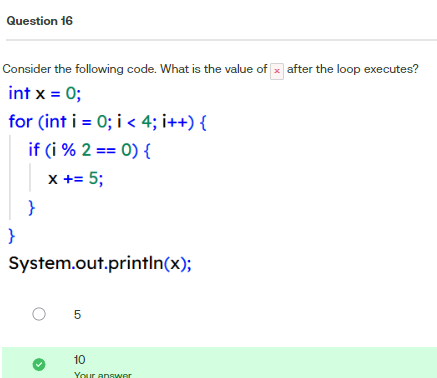 Question 16
Consider the following code. What is the value of x after the loop executes?
int x = 0;
for (int i = 0; i < 4; i++) {
if (i % 2 == 0) {
x += 5;
}
}
System.out.println(x);
5
10
Your answer